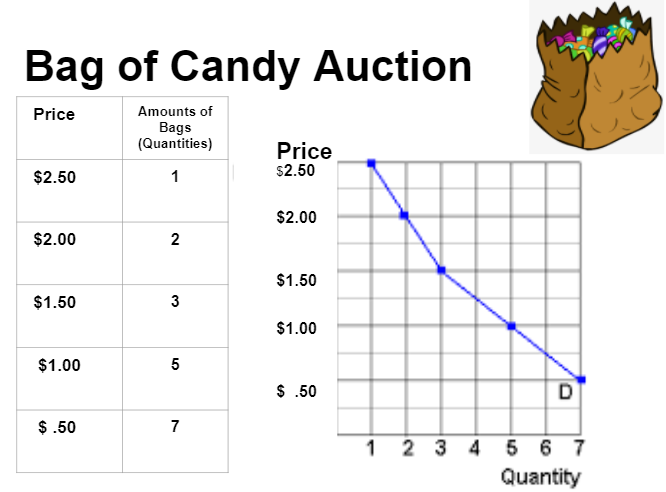 Bag of Candy Auction
Price Amounts of Bags (Quantities)
$2.50 1
$2.00 2
$1.50 3
$1.00 5
$ .50 7
Price
$2.50
$2.00
$1.50
$1.00
$ .50
D
1 2 3 4 5 6 7
Quantity